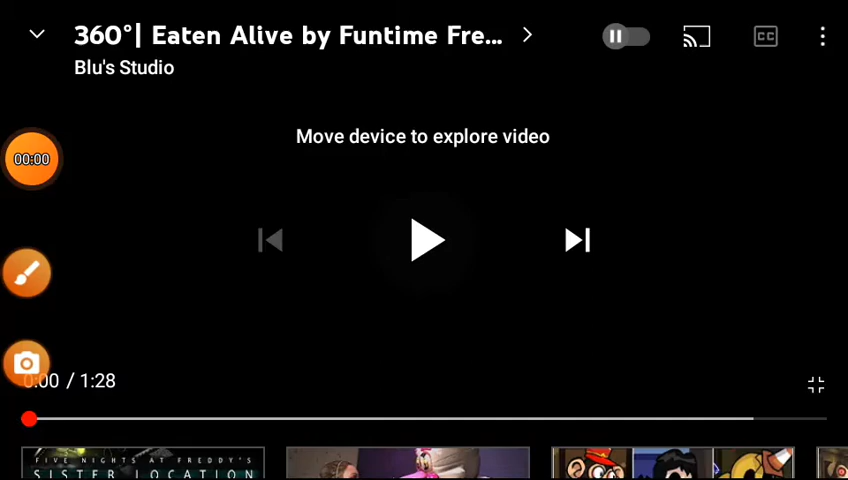 360°| Eaten Alive by Funtime Fre...
Blu's Studio
Move device to explore video
00:00
CC
0:00 / 1:28
FIVE NIGHTS AT FREDDY'S
SISTER LOCATION